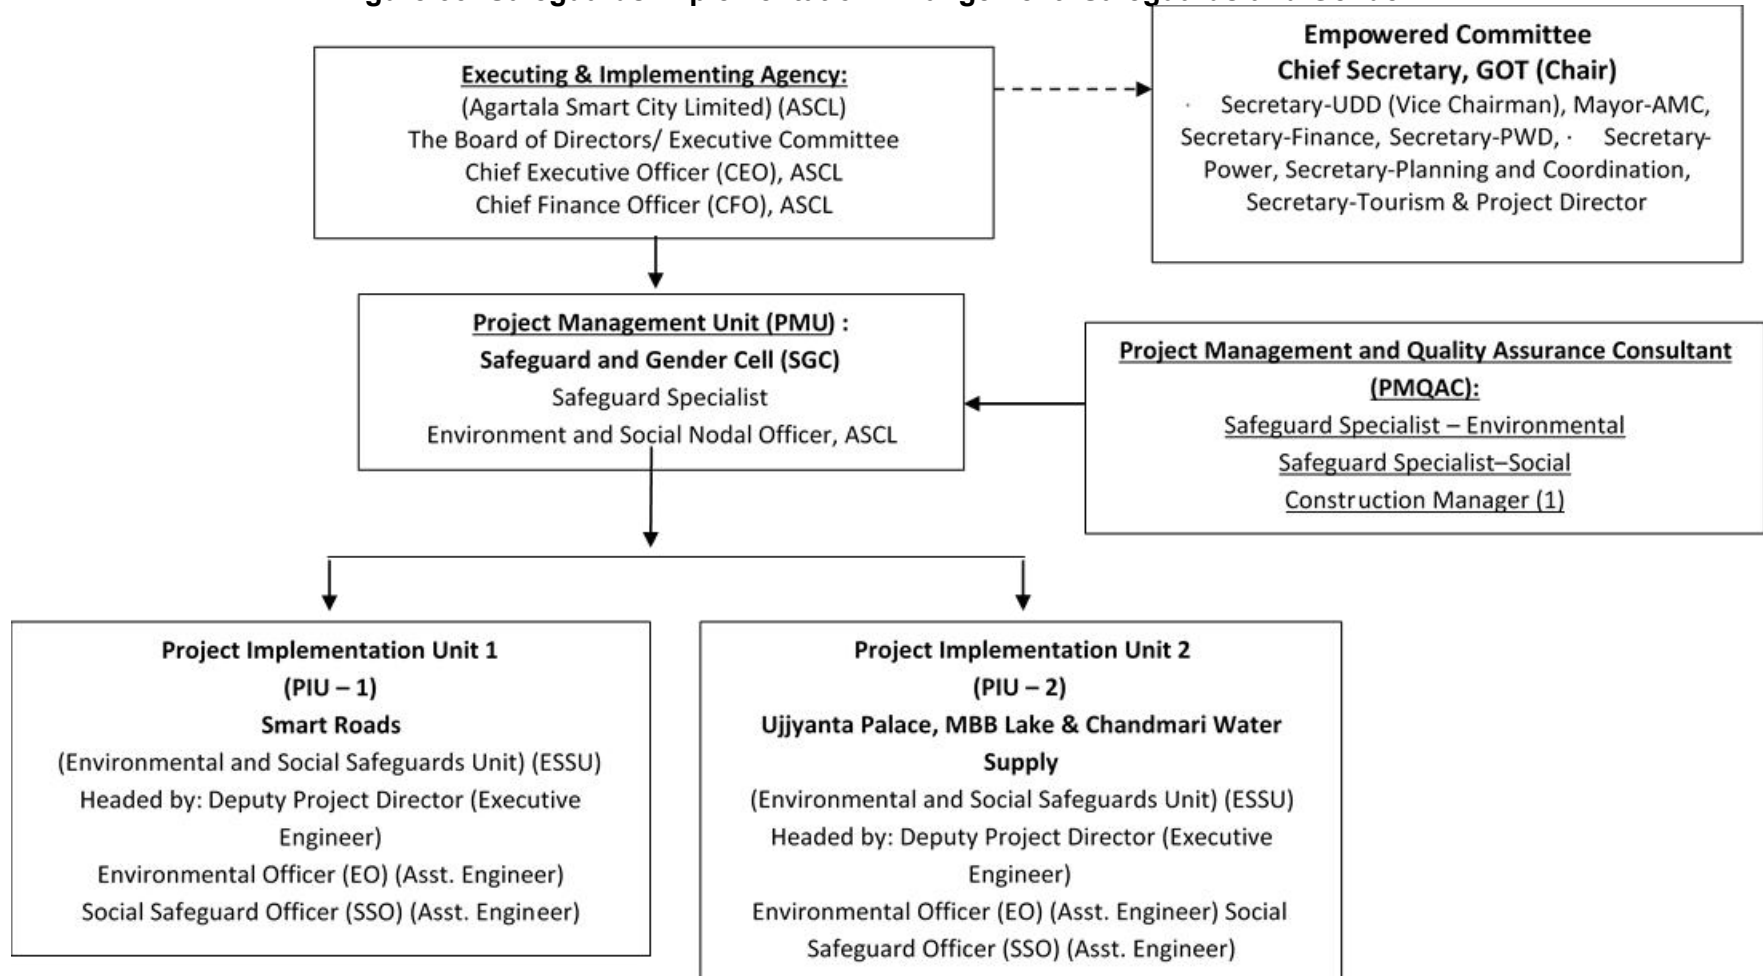 Executing & Implementing Agency:
(Agartala Smart City Limited) (ASCL)
The Board of Directors/ Executive Committee
Chief Executive Officer (CEO), ASCL
Chief Finance Officer (CFO), ASCL
Empowered Committee
Chief Secretary, GOT (Chair)
· Secretary-UDD (Vice Chairman), Mayor-AMC,
Secretary-Finance, Secretary-PWD, · Secretary-
Power, Secretary-Planning and Coordination,
Secretary-Tourism & Project Director
Project Management Unit (PMU) :
Safeguard and Gender Cell (SGC)
Safeguard Specialist
Environment and Social Nodal Officer, ASCL
Project Management and Quality Assurance Consultant
(PMQAC):
Safeguard Specialist – Environmental
Safeguard Specialist–Social
Construction Manager (1)
Project Implementation Unit 1
(PIU – 1)
Smart Roads
(Environmental and Social Safeguards Unit) (ESSU)
Headed by: Deputy Project Director (Executive
Engineer)
Environmental Officer (EO) (Asst. Engineer)
Social Safeguard Officer (SSO) (Asst. Engineer)
Project Implementation Unit 2
(PIU – 2)
Ujjyanta Palace, MBB Lake & Chandmari Water
Supply
(Environmental and Social Safeguards Unit) (ESSU)
Headed by: Deputy Project Director (Executive
Engineer)
Environmental Officer (EO) (Asst. Engineer) Social
Safeguard Officer (SSO) (Asst. Engineer)